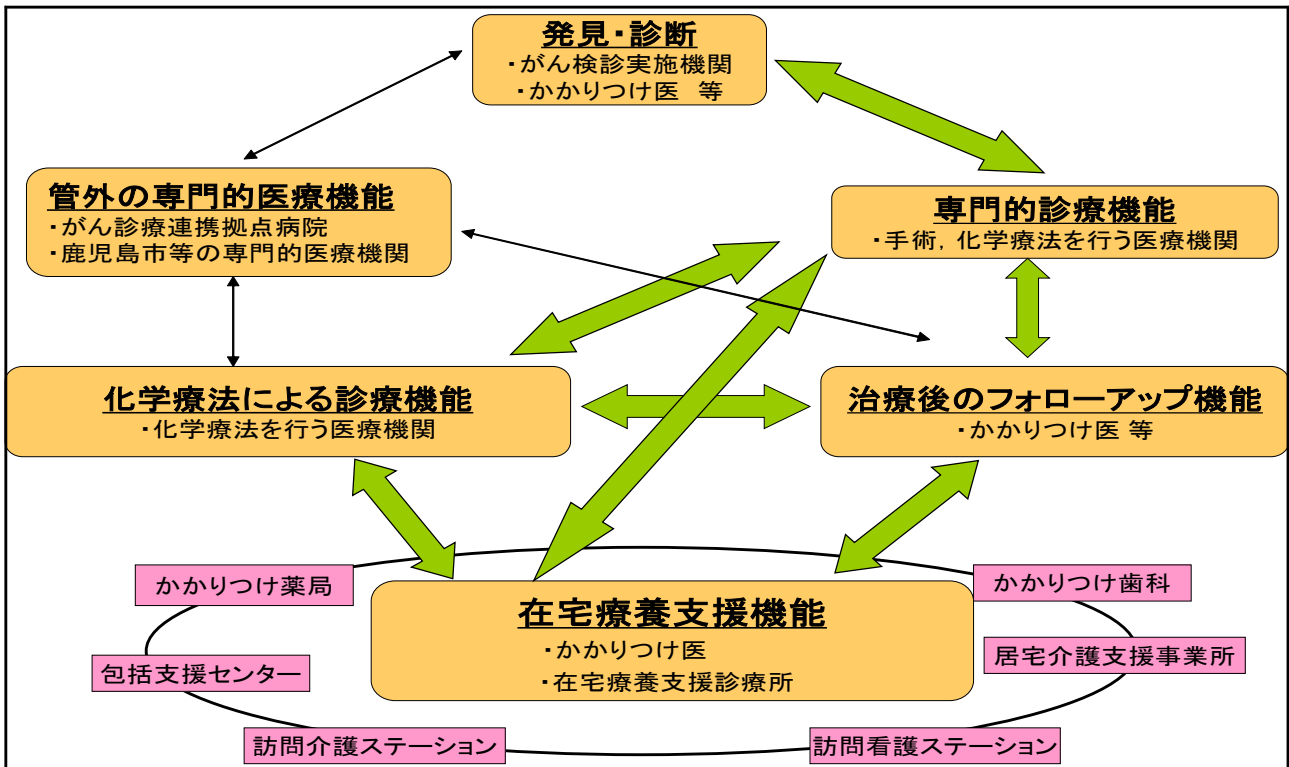 発見・診断
・がん検診実施機関
・かかりつけ医 等
管外の専門的医療機能
・がん診療連携拠点病院
・鹿児島市等の専門的医療機関
専門的診療機能
・手術,化学療法を行う医療機関
化学療法による診療機能
・化学療法を行う医療機関
治療後のフォローアップ機能
・かかりつけ医 等
かかりつけ薬局
かかりつけ歯科
在宅療養支援機能
・かかりつけ医
・在宅療養支援診療所
包括支援センター
居宅介護支援事業所
訪問介護ステーション
訪問看護ステーション